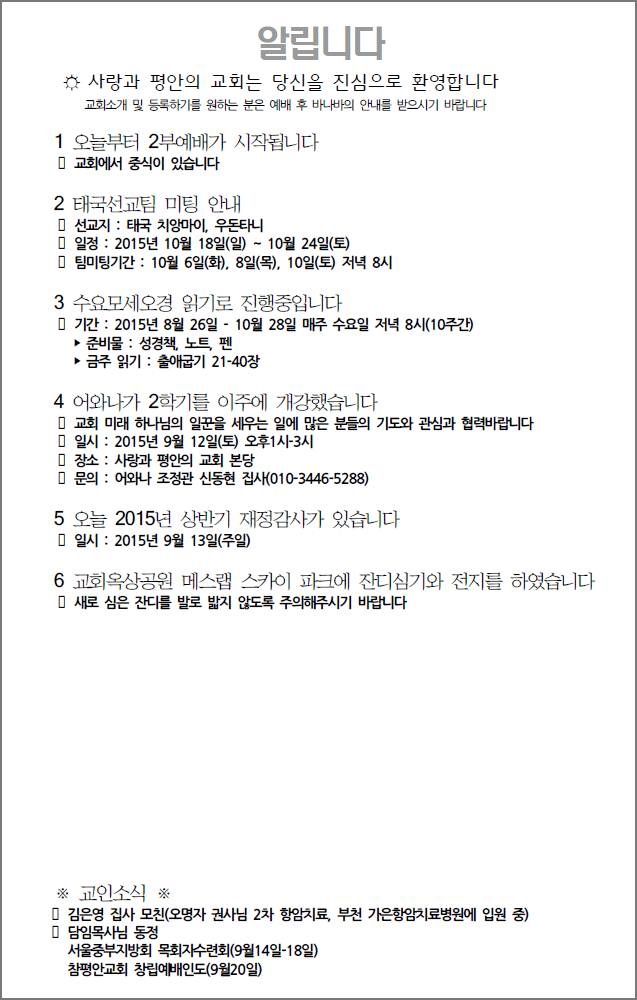 알립니다
☼ 사랑과 평안의 교회는 당신을 진심으로 환영합니다
교회소개 및 등록하기를 원하는 분은 예배 후 바나바의 안내를 받으시기 바랍니다
1 오늘부터 2부예배가 시작됩니다
▯ 교회에서 중식이 있습니다
2 태국선교팀 미팅 안내
▯ 선교지 : 태국 치앙마이, 우돈타니
▯ 일정 : 2015년 10월 18일(일) ~ 10월 24일(토)
▯ 팀미팅기간 : 10월 6일(화), 8일(목), 10일(토) 저녁 8시
3 수요모세오경 읽기로 진행중입니다
▯ 기간 : 2015년 8월 26일 - 10월 28일 매주 수요일 저녁 8시(10주간)
▶ 준비물 : 성경책, 노트, 펜
▶ 금주 읽기 : 출애굽기 21-40장
4 어와나가 2학기를 이주에 개강했습니다
▯ 교회 미래 하나님의 일꾼을 세우는 일에 많은 분들의 기도와 관심과 협력바랍니다
▯ 일시 : 2015년 9월 12일(토) 오후1시-3시
▯ 장소 : 사랑과 평안의 교회 본당
▯ 문의 : 어와나 조정관 신동현 집사(010-3446-5288)
5 오늘 2015년 상반기 재정감사가 있습니다
▯ 일시 : 2015년 9월 13일(주일)
6 교회옥상공원 메스랩 스카이 파크에 잔디심기와 전지를 하였습니다
▯ 새로 심은 잔디를 발로 밟지 않도록 주의해주시기 바랍니다
※ 교인소식 ※
▯ 김은영 집사 모친(오명자 권사님 2차 항암치료, 부천 가은항암치료병원에 입원 중)
▯ 담임목사님 동정
서울중부지방회 목회자수련회(9월14일-18일)
참평안교회 창립예배인도(9월20일)